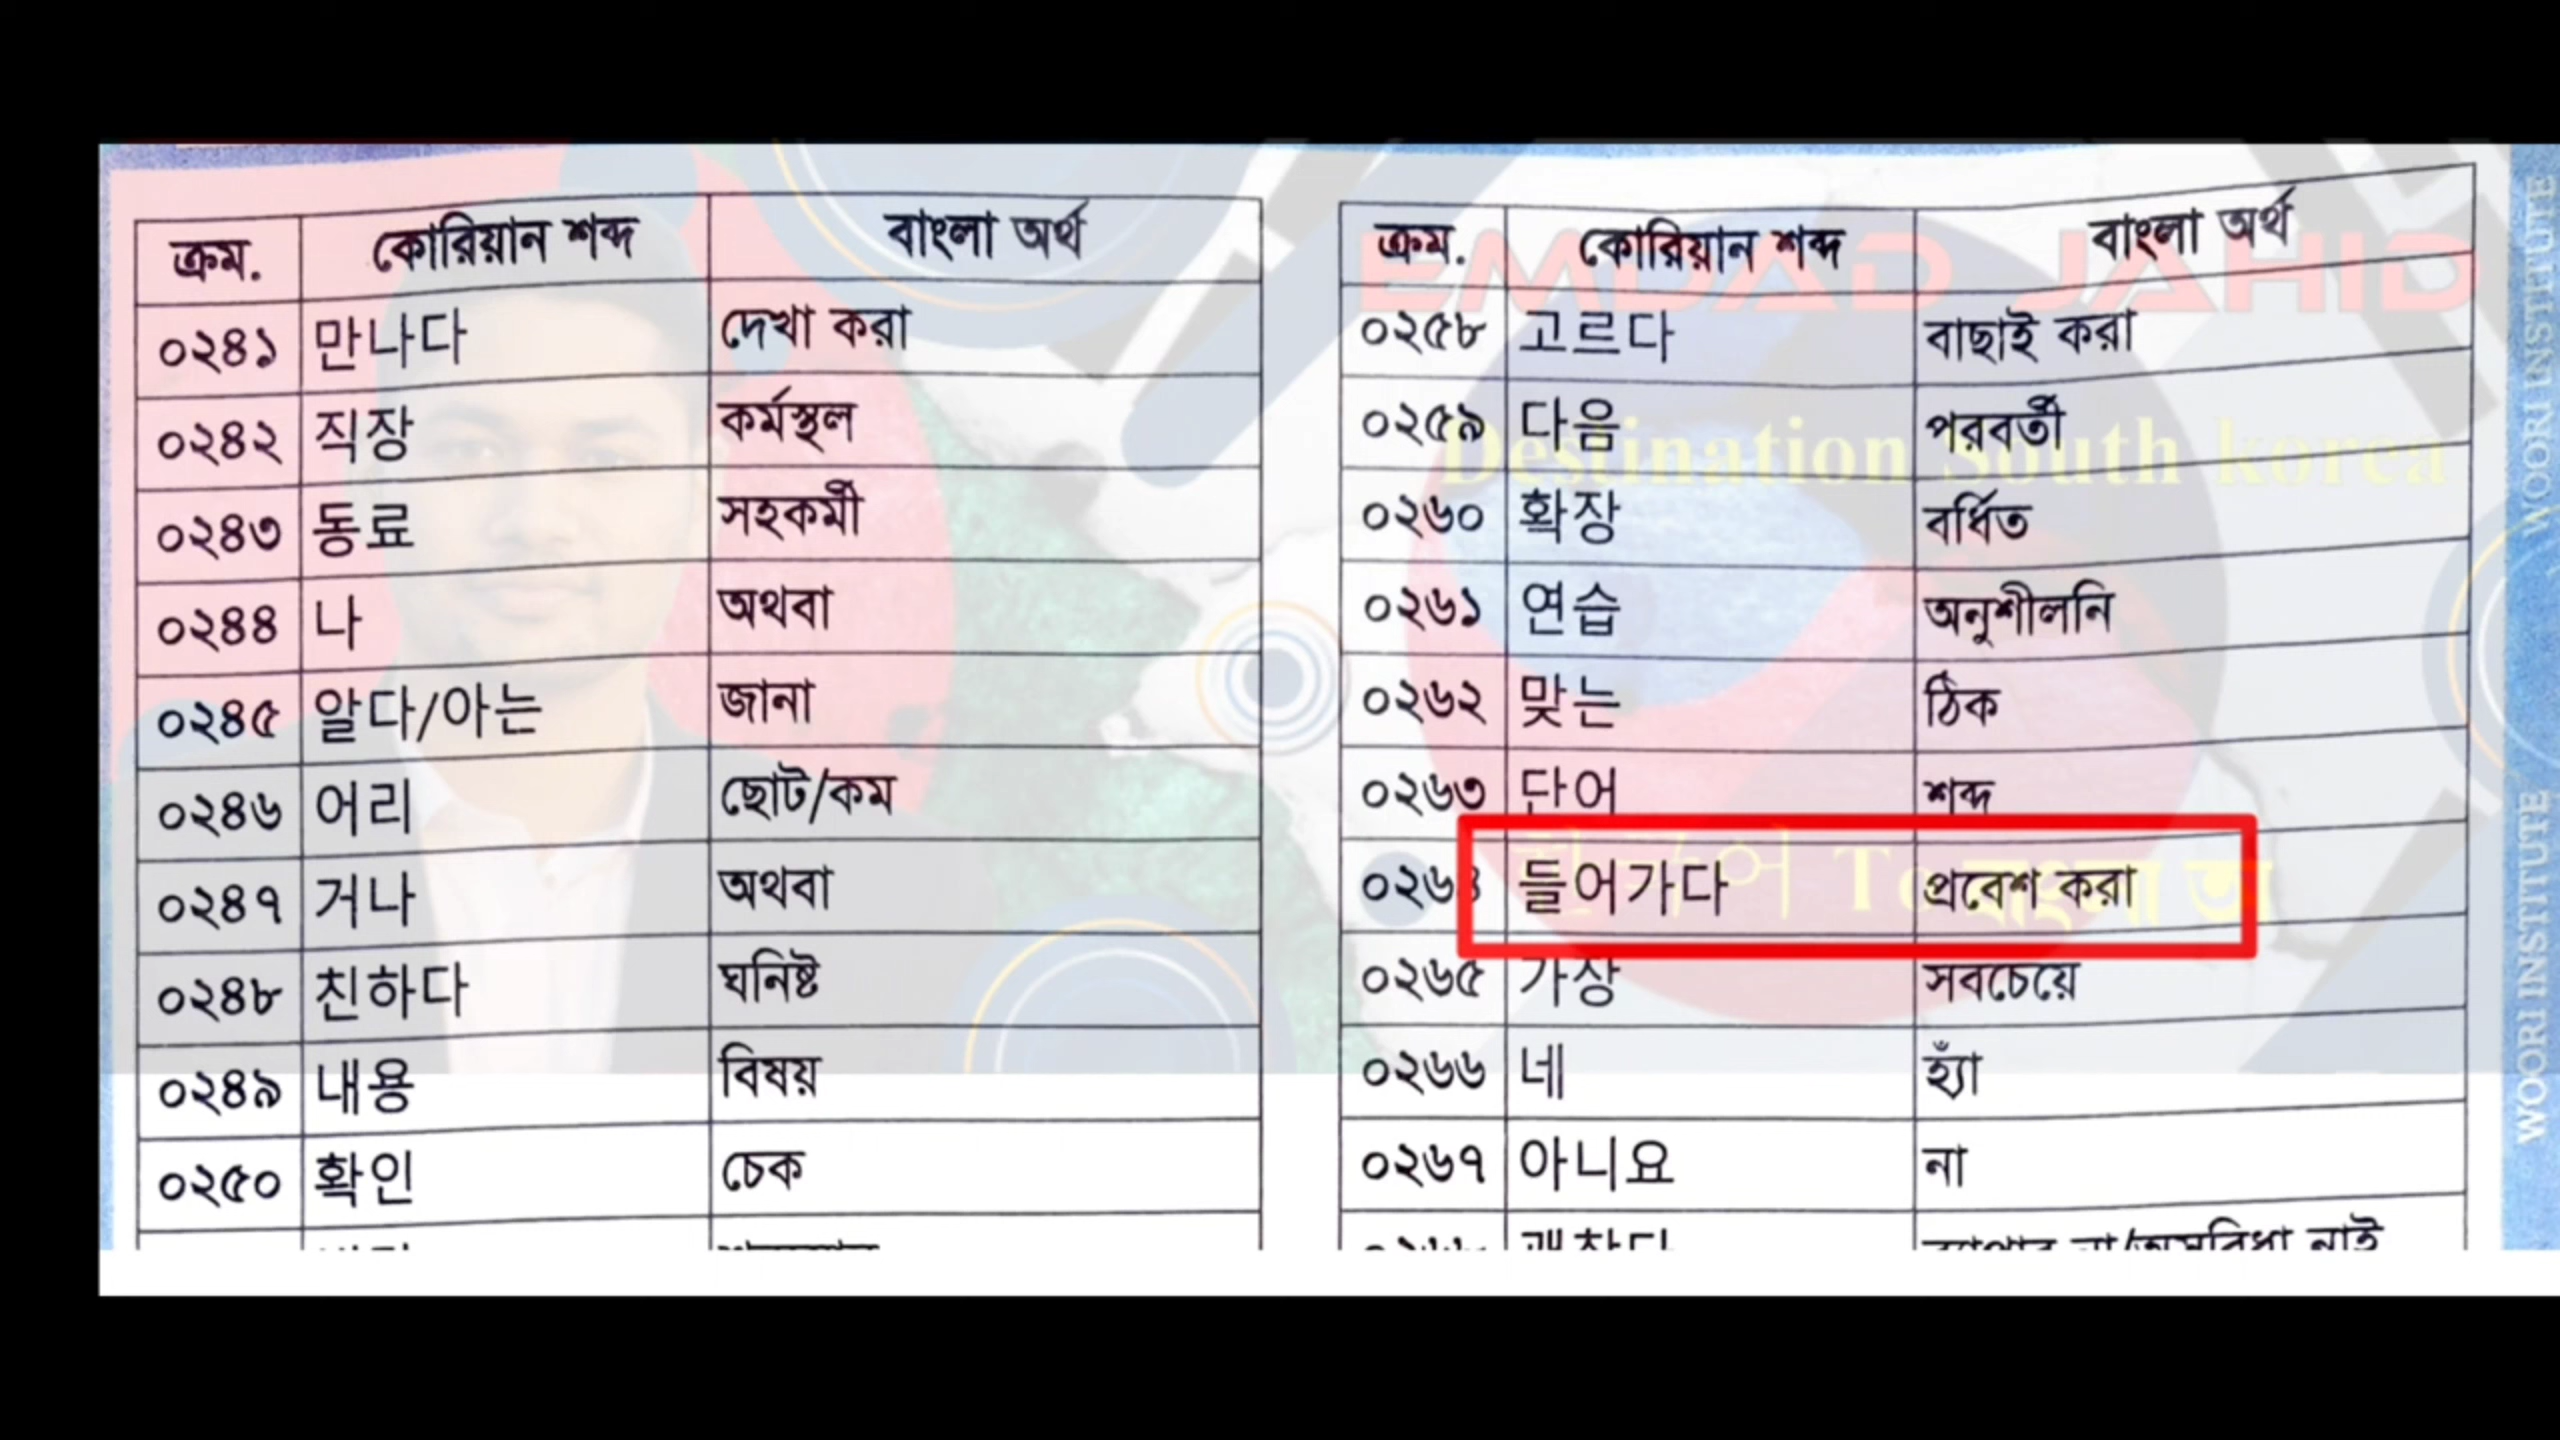 ক্রম. কোরিয়ান শব্দ বাংলা অর্থ
০২৪১ 만나다 দেখা করা
০২৪২ 직장 কর্মস্থল
০২৪৩ 동료 সহকর্মী
০২৪৪ 나 অথবা
০২৪৫ 알다/아는 জানা
০২৪৬ 어리 ছোট/কম
০২৪৭ 거나 অথবা
০২৪৮ 친하다 ঘনিষ্ট
০২৪৯ 내용 বিষয়
০২৫০ 확인 চেক
ক্রম. কোরিয়ান শব্দ বাংলা অর্থ
০২৫৮ 고르다 বাছাই করা
০২৫৯ 다음 পরবর্তী
০২৬০ 확장 বর্ধিত
০২৬১ 연습 অনুশীলনি
০২৬২ 맞는 ঠিক
০২৬৩ 단어 শব্দ
০২৬৪ 들어가다 প্রবেশ করা
০২৬৫ 가장 সবচেয়ে
০২৬৬ 네 হ্যাঁ
০২৬৭ 아니요 না
EMDAD JAHID
Destination South korea
WOORI INSTITUTE
WOORI INSTITUTE